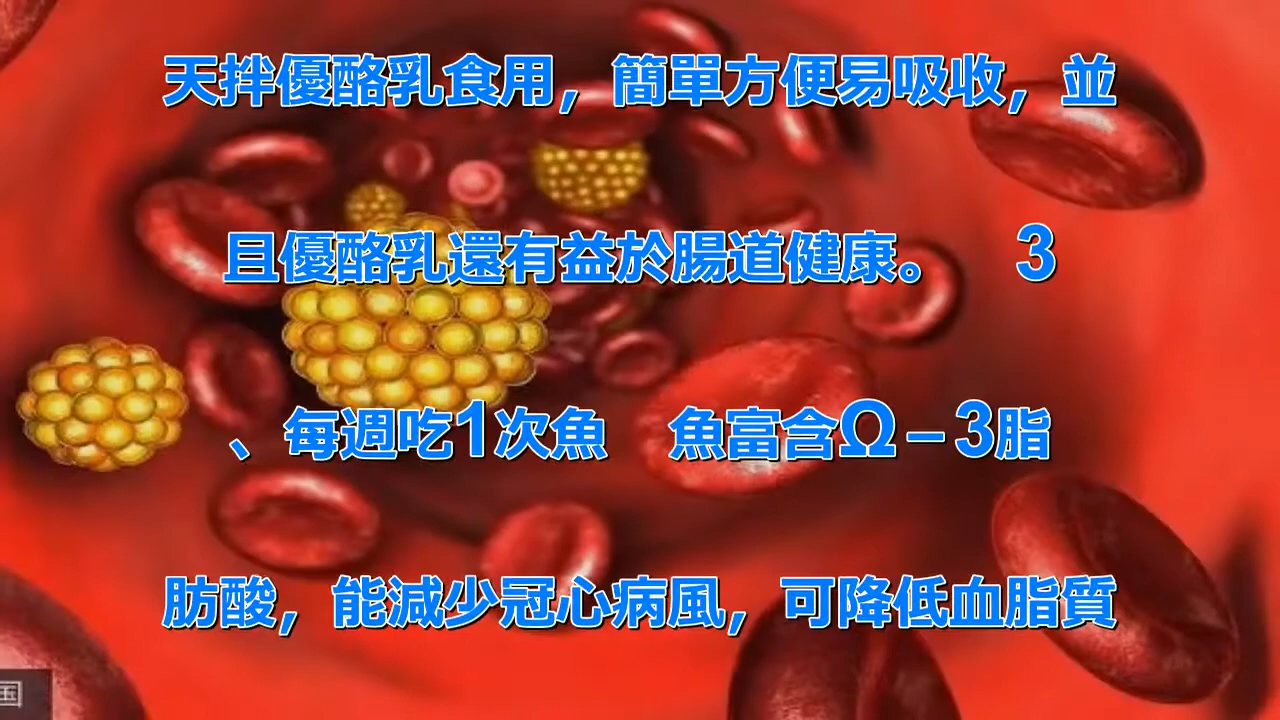 天拌優酪乳食用，簡單方便易吸收，並
且優酪乳還有益於腸道健康。 3
、每週吃1次魚 魚富含Ω–3脂
肪酸，能減少冠心病風，可降低血脂質
国